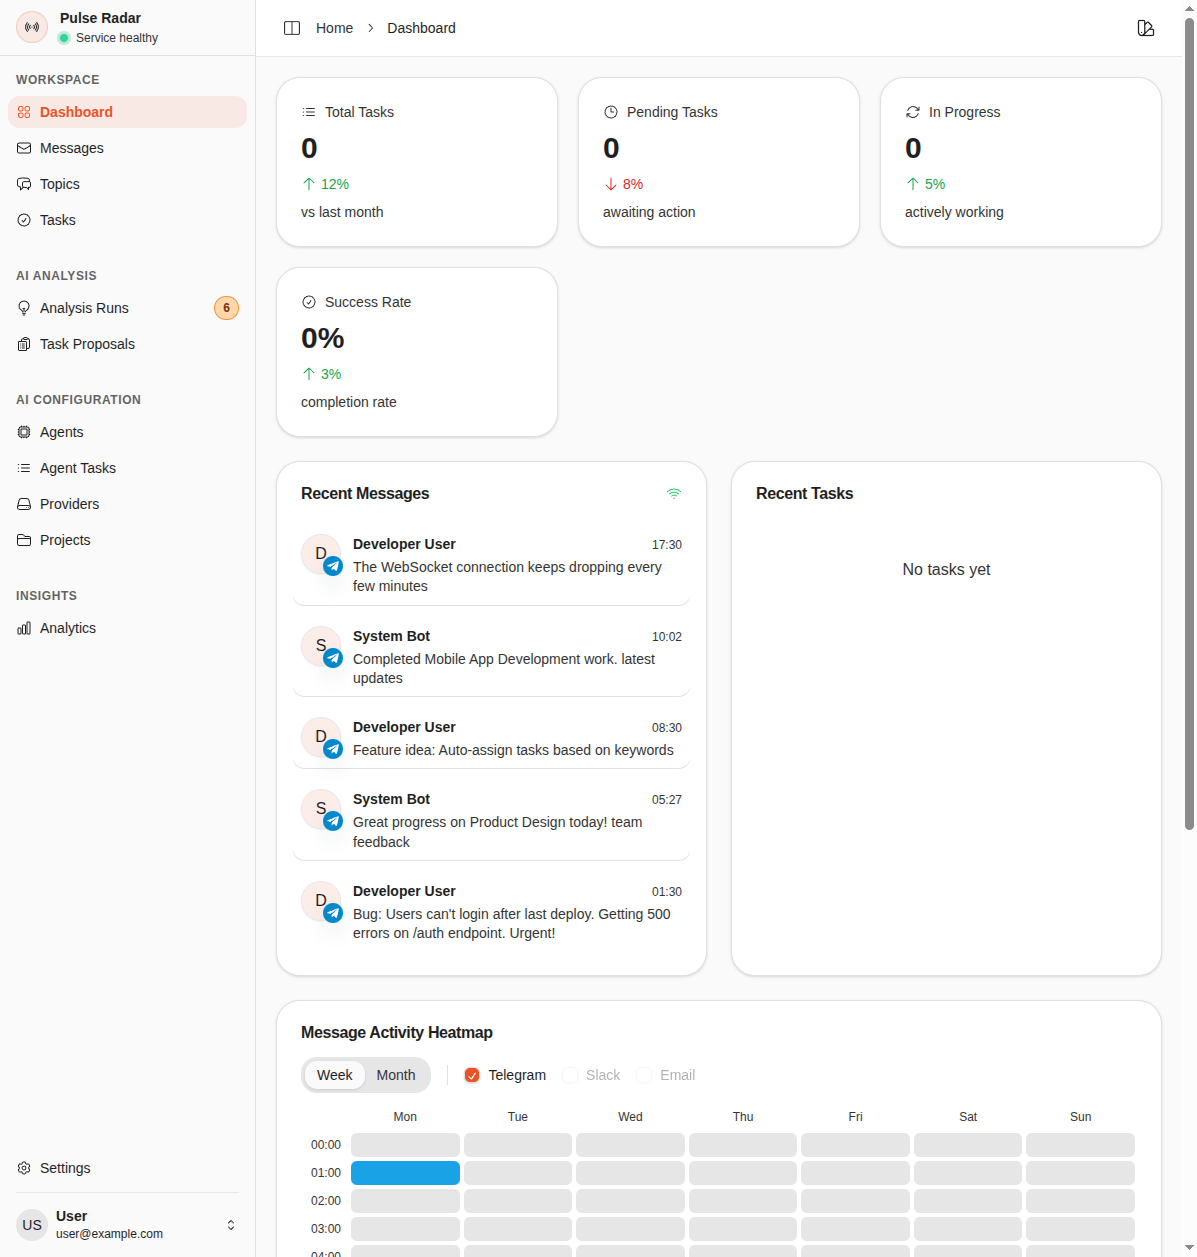 Pulse Radar
Service healthy
WORKSPACE
Dashboard
Messages
Topics
Tasks
AI ANALYSIS
Analysis Runs
6
Task Proposals
AI CONFIGURATION
Agents
Agent Tasks
Providers
Projects
INSIGHTS
Analytics
Settings
US
User
user@example.com
Home
Dashboard
Total Tasks
0
12%
vs last month
Pending Tasks
0
8%
awaiting action
In Progress
0
5%
actively working
Success Rate
0%
3%
completion rate
Recent Messages
D
Developer User
17:30
The WebSocket connection keeps dropping every
few minutes
S
System Bot
10:02
Completed Mobile App Development work. latest
updates
D
Developer User
08:30
Feature idea: Auto-assign tasks based on keywords
S
System Bot
05:27
Great progress on Product Design today! team
feedback
D
Developer User
01:30
Bug: Users can't login after last deploy. Getting 500
errors on /auth endpoint. Urgent!
Recent Tasks
No tasks yet
Message Activity Heatmap
Week
Month
Telegram
Slack
Email
Mon
Tue
Wed
Thu
Fri
Sat
Sun
00:00
01:00
02:00
03:00
04:00